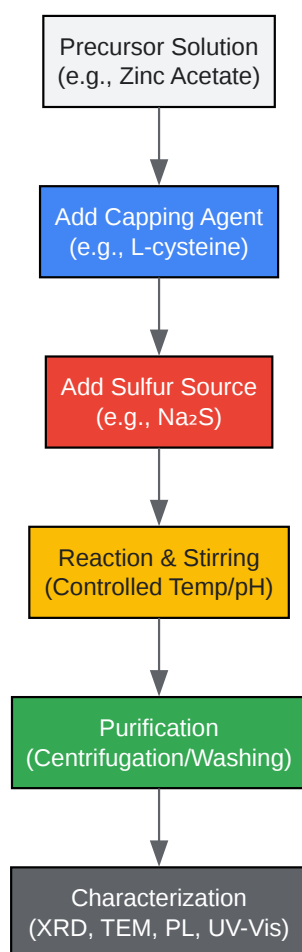 Precursor Solution
(e.g., Zinc Acetate)
Add Capping Agent
(e.g., L-cysteine)
Add Sulfur Source
(e.g., Na₂S)
Reaction & Stirring
(Controlled Temp/pH)
Purification
(Centrifugation/Washing)
Characterization
(XRD, TEM, PL, UV-Vis)